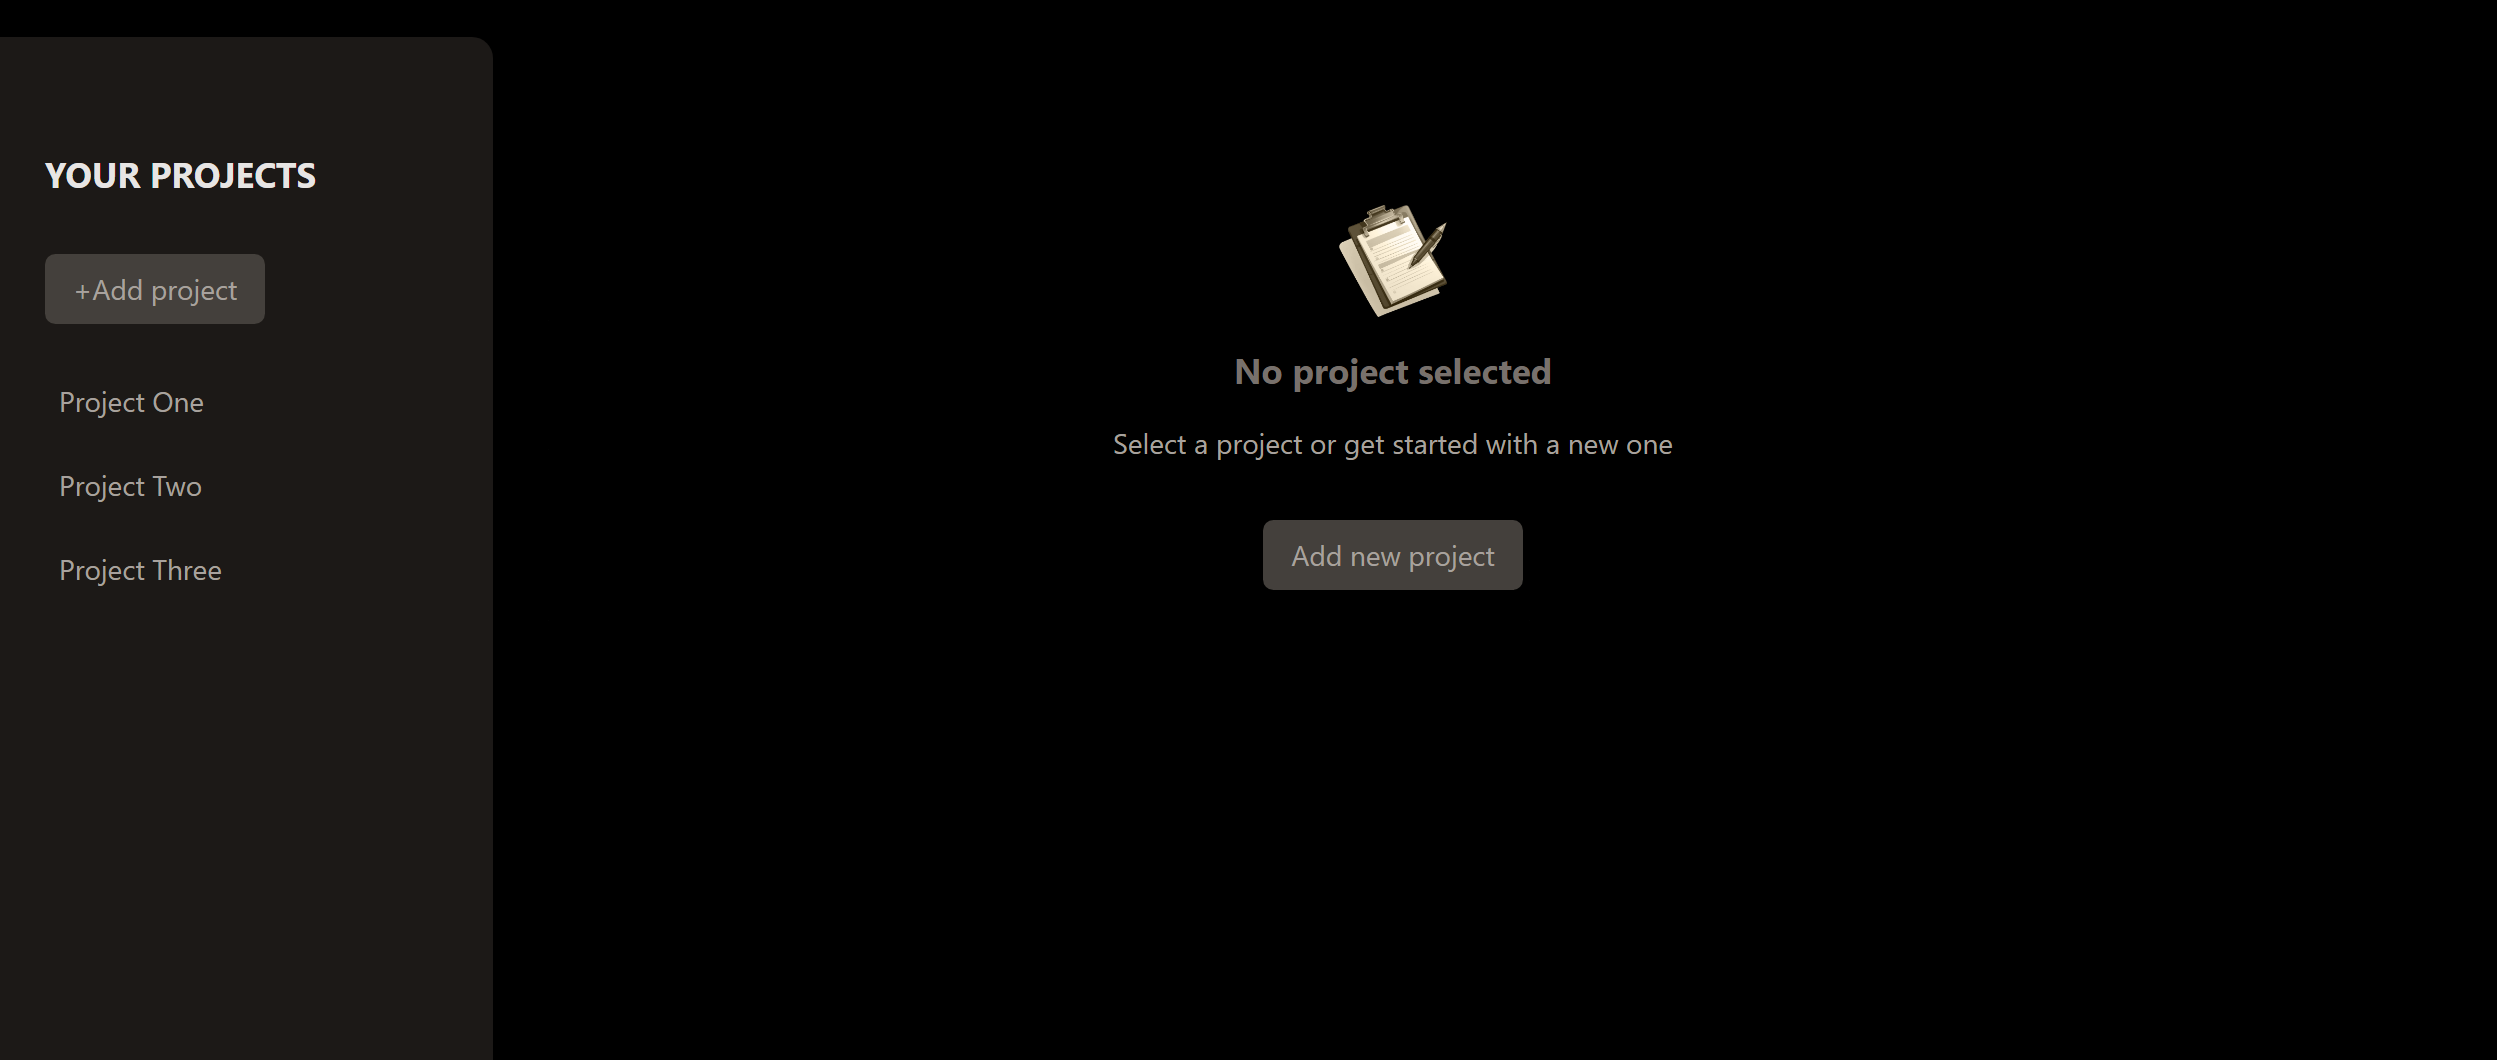 YOUR PROJECTS
+Add project
Project One
Project Two
Project Three
No project selected
Select a project or get started with a new one
Add new project